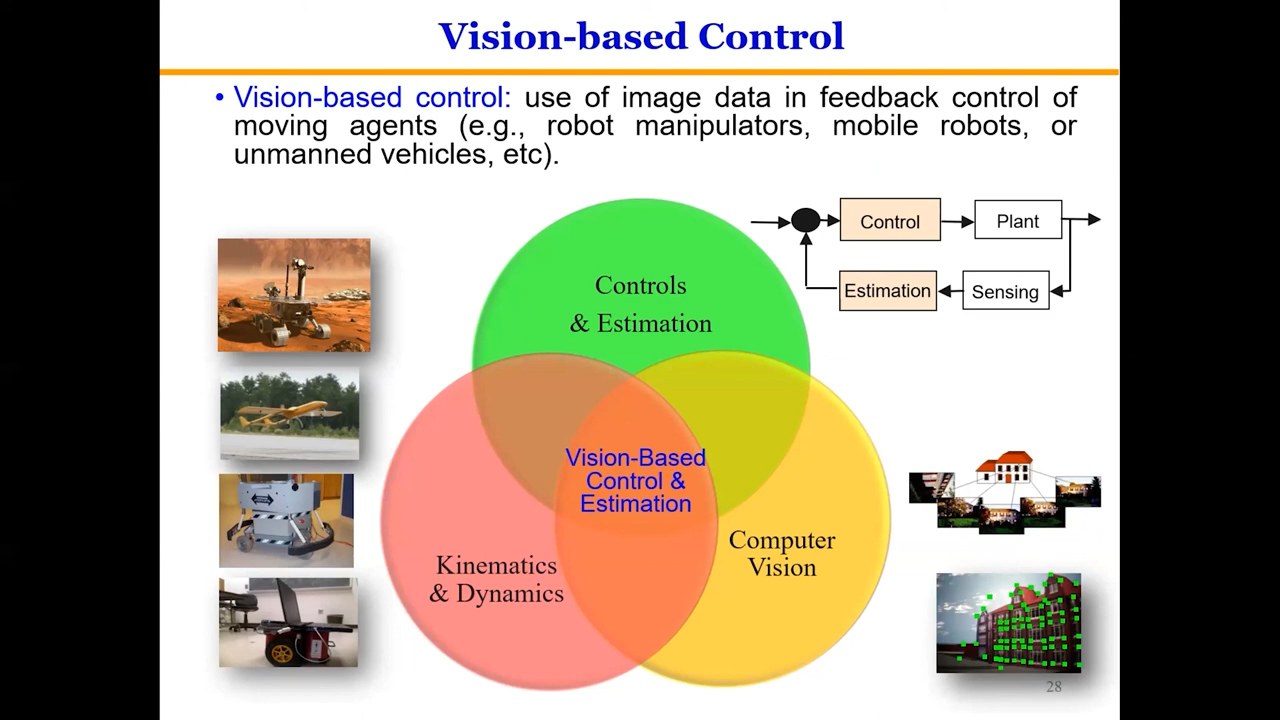 Vision-based Control
• Vision-based control: use of image data in feedback control of
moving agents (e.g., robot manipulators, mobile robots, or
unmanned vehicles, etc).
Control
Plant
Estimation
Sensing
Controls
& Estimation
Vision-Based
Control &
Estimation
Computer
Vision
Kinematics
& Dynamics
28